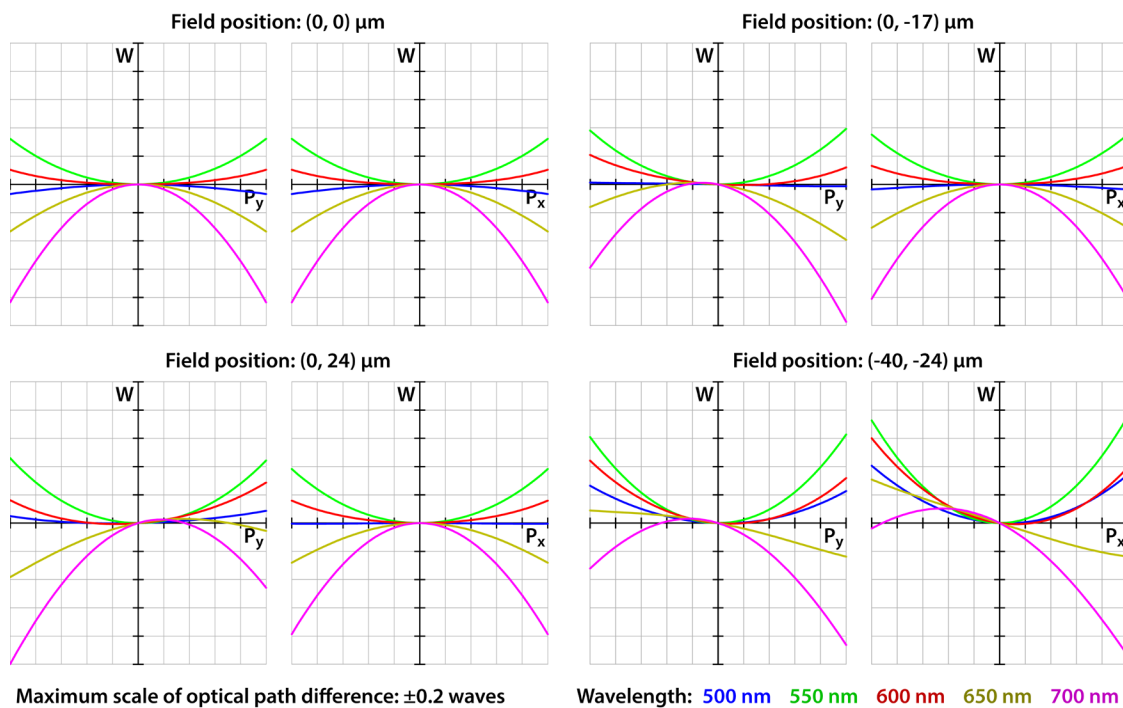 Field position: (0, 0) µm
Field position: (0, -17) µm
W
W
W
W
Py
Px
Py
Px
Field position: (0, 24) µm
Field position: (-40, -24) µm
W
W
W
W
Py
Px
Py
Px
Maximum scale of optical path difference: ±0.2 waves
Wavelength: 500 nm 550 nm 600 nm 650 nm 700 nm